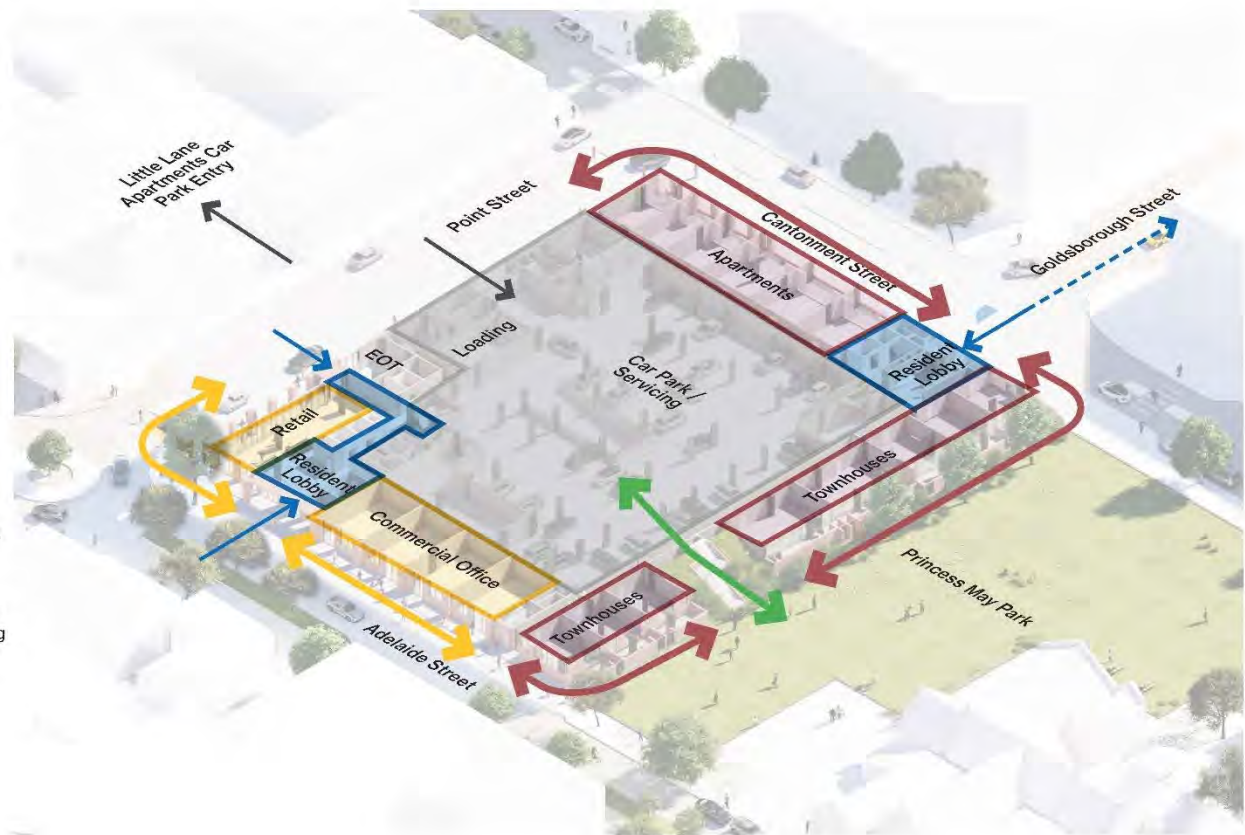 Little Lane
Apartments Car
Park Entry
Point Street
Cantonment Street
Goldsborough Street
Apartments
Loading
EOT
Car Park /
Servicing
Resident
Lobby
Retail
Resident
Lobby
Townhouses
Commercial Office
Princess May Park
Townhouses
Adelaide Street
g